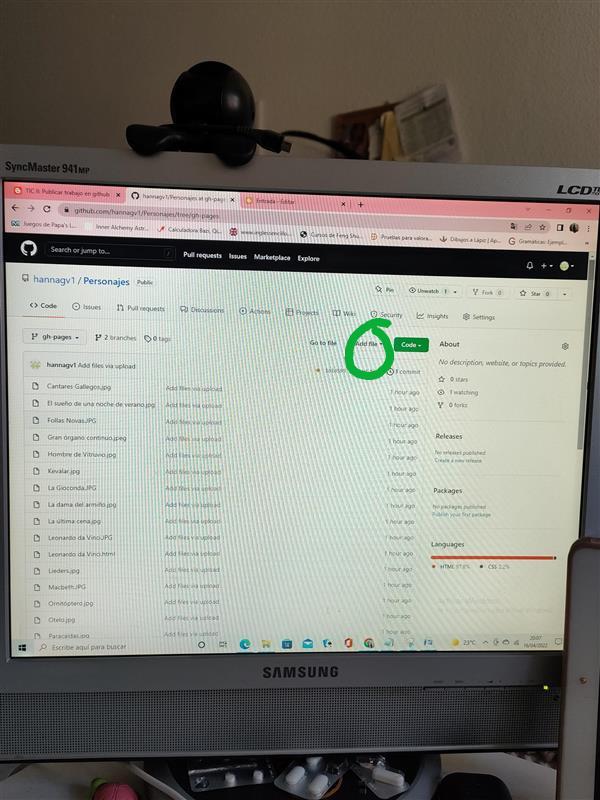 SyncMaster 941MP
LCD
TIC II: Publicar trabajo en github
hannagv1/Personajes at gh-pages
Entrada - Editar
github.com/hannagv1/Personajes/tree/gh-pages
Juegos de Papa's L...
Inner Alchemy Astr...
Calculadora Bazi, Qi...
Cursos de Feng Shu...
Pruebas para valora...
Dibujos a Lápiz | Ap...
Gramáticas: Ejempl...
Search or jump to...
/
Pull requests
Issues
Marketplace
Explore
hannagv1 / Personajes
Public
Pin
Unwatch 1
Fork 0
Star 0
Code
Issues
Pull requests
Discussions
Actions
Projects
Wiki
Security
Insights
Settings
gh-pages
2 branches
0 tags
Go to file
Add file
Code
About
No description, website, or topics provided.
0 stars
1 watching
0 forks
Releases
No releases published
Create a new release
Packages
No packages published
Publish your first package
Languages
HTML 97.8%
CSS 2.2%
hannagv1 Add files via upload
1 commit
Cantares Gallegos.jpg Add files via upload 1 hour ago
El sueño de una noche de verano.jpg Add files via upload 1 hour ago
Follas Novas.JPG Add files via upload 1 hour ago
Gran órgano continuo.jpeg Add files via upload 1 hour ago
Hombre de Vitruvio.jpg Add files via upload 1 hour ago
Kevalar.jpg Add files via upload 1 hour ago
La Gioconda.JPG Add files via upload 1 hour ago
La dama del armiño.jpg Add files via upload 1 hour ago
La última cena.jpg Add files via upload 1 hour ago
Leonardo da Vinci.JPG Add files via upload 1 hour ago
Leonardo da Vinci.html Add files via upload 1 hour ago
Lieders.jpg Add files via upload 1 hour ago
Macbeth.JPG Add files via upload 1 hour ago
Ornitóptero.jpg Add files via upload 1 hour ago
Otelo.jpg Add files via upload 1 hour ago
Paracaídas.jpg Add files via upload 1 hour ago
Escribe aquí para buscar
23°C
20:07
16/04/2022
SAMSUNG